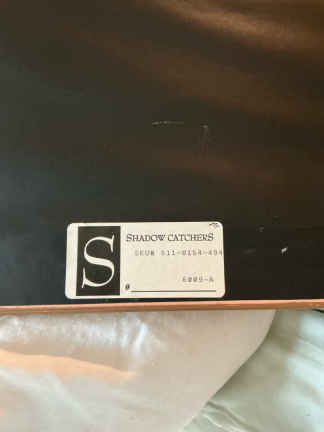 S
SHADOW CATCHERS
SKU# 511-0154-494
6009-A
#